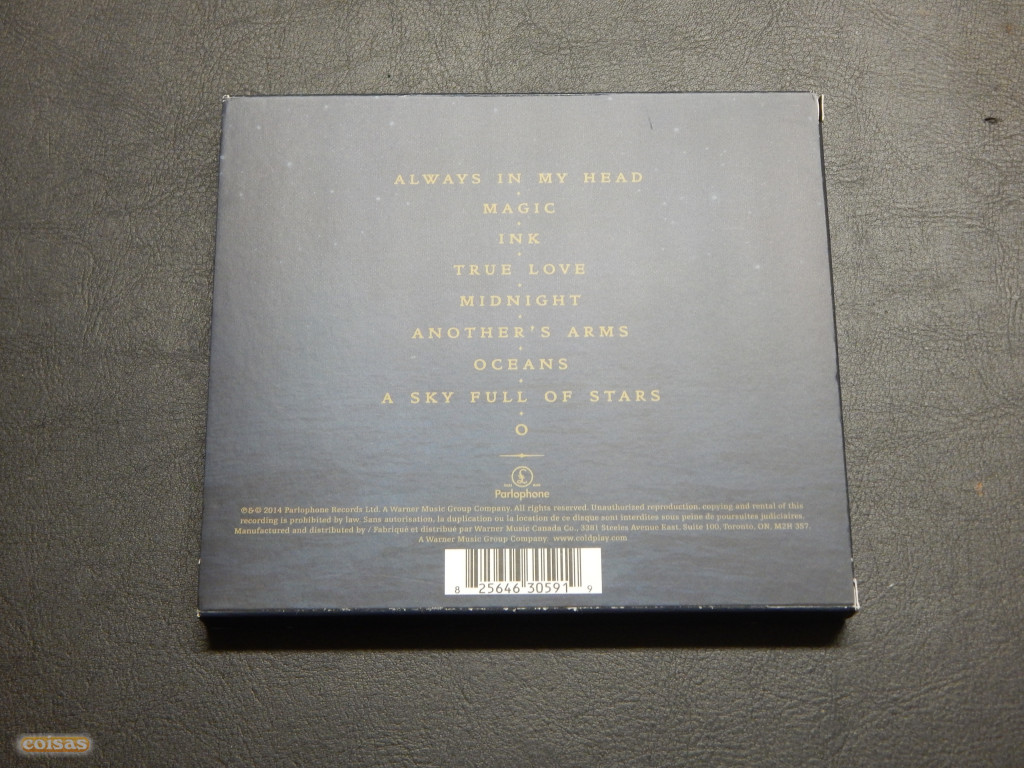 ALWAYS IN MY HEAD
MAGIC
INK
TRUE LOVE
MIDNIGHT
ANOTHER'S ARMS
OCEANS
A SKY FULL OF STARS
O
Parlophone
℗&© 2014 Parlophone Records Ltd. A Warner Music Group Company. All rights reserved. Unauthorised reproduction, copying and rental of this
recording is prohibited by law. Sans autorisation, la duplication ou la location de ce disque sont interdites sous peine de poursuites judiciaires.
Manufactured and distributed by / Fabriqué et distribué par Warner Music Canada Co., 3381 Steeles Avenue East, Suite 100, Toronto, ON. M2H 3S7.
A Warner Music Group Company. www.coldplay.com
8 25646 30591 9
coisas